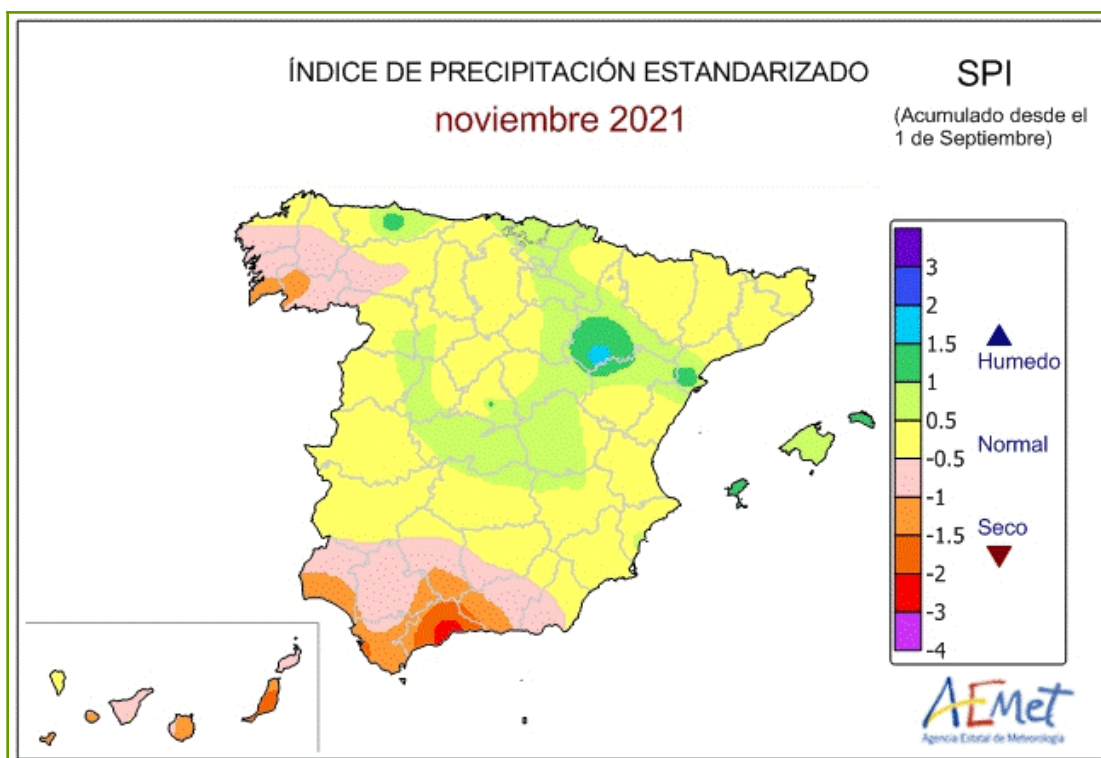 ÍNDICE DE PRECIPITACIÓN ESTANDARIZADO
noviembre 2021
SPI
(Acumulado desde el
1 de Septiembre)
3
2
1.5
1
0.5
-0.5
-1
-1.5
-2
-3
-4
Humedo
Normal
Seco
AEMet
Agencia Estatal de Meteorología